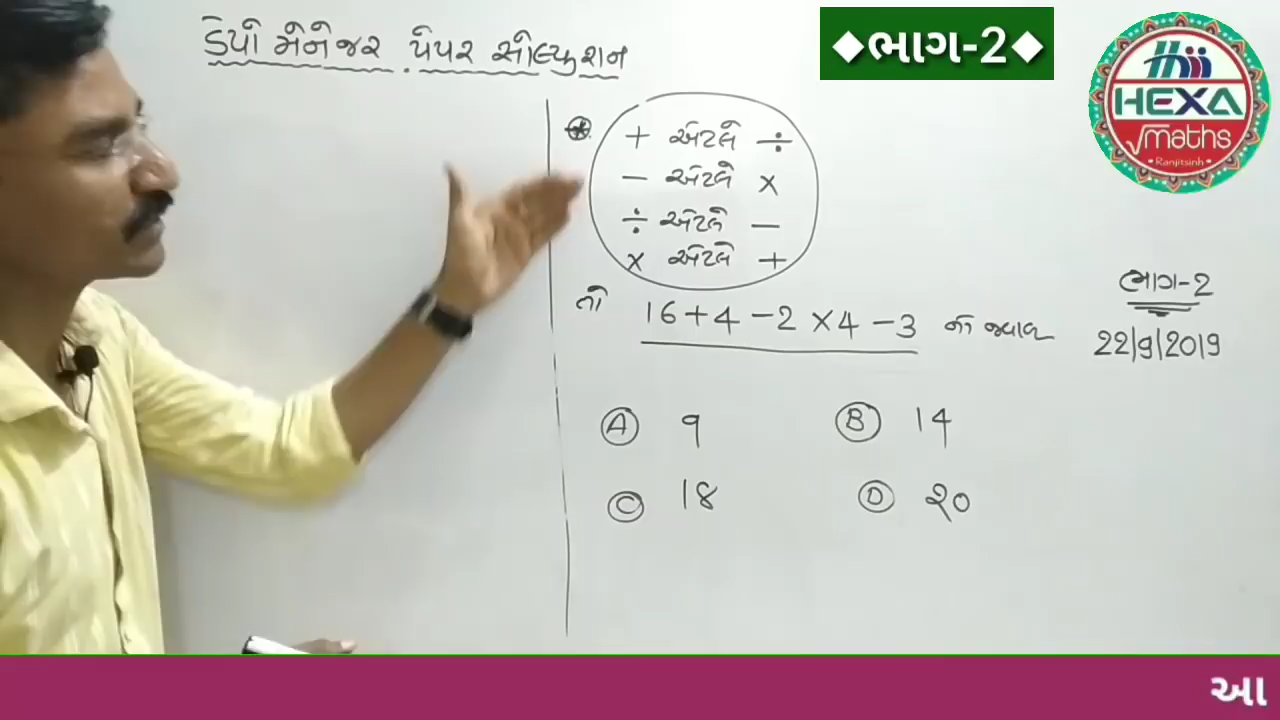 ડેપો મેનેજર પેપર સોલ્યુશન
◆ભાગ-2◆
HEXA
√maths
- Ranjitsinh -
+ એટલે ÷
– એટલે ×
÷ એટલે –
× એટલે +
તો 16+4-2×4-3 નો જવાબ
ભાગ-2
22/9/2019
A 9
B 14
C 18
D ૨૦
આ